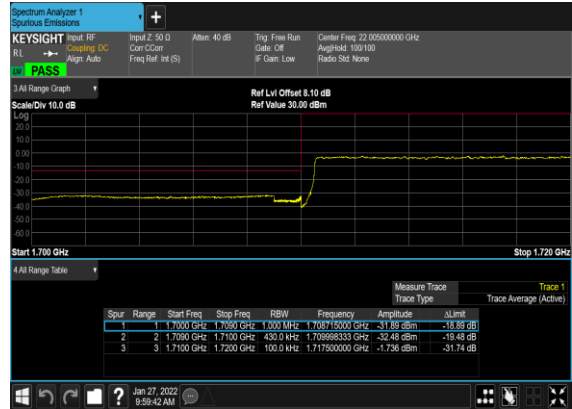 Spectrum Analyzer 1
Spurious Emissions
+
KEYSIGHT Input: RF Input Z: 50 Ω Atten: 40 dB Trig: Free Run Center Freq: 22.005000000 GHz
RL Coupling: DC Corr CCorr Gate: Off Avg|Hold: 100/100
Align: Auto Freq Ref: Int (S) IF Gain: Low Radio Std: None
PASS
3 All Range Graph
Ref Lvl Offset 8.10 dB
Scale/Div 10.0 dB Ref Value 30.00 dBm
Log
20.0
10.0
0.00
-10.0
-20.0
-30.0
-40.0
-50.0
-60.0
Start 1.700 GHz Stop 1.720 GHz
4 All Range Table
Measure Trace Trace 1
Trace Type Trace Average (Active)
Spur Range Start Freq Stop Freq RBW Frequency Amplitude ΔLimit
1 1 1.7000 GHz 1.7090 GHz 1.000 MHz 1.708715000 GHz -31.89 dBm -18.89 dB
2 2 1.7090 GHz 1.7100 GHz 430.0 kHz 1.709998333 GHz -32.48 dBm -19.48 dB
3 3 1.7100 GHz 1.7200 GHz 100.0 kHz 1.717500000 GHz -1.736 dBm -31.74 dB
? Jan 27, 2022
9:59:42 AM